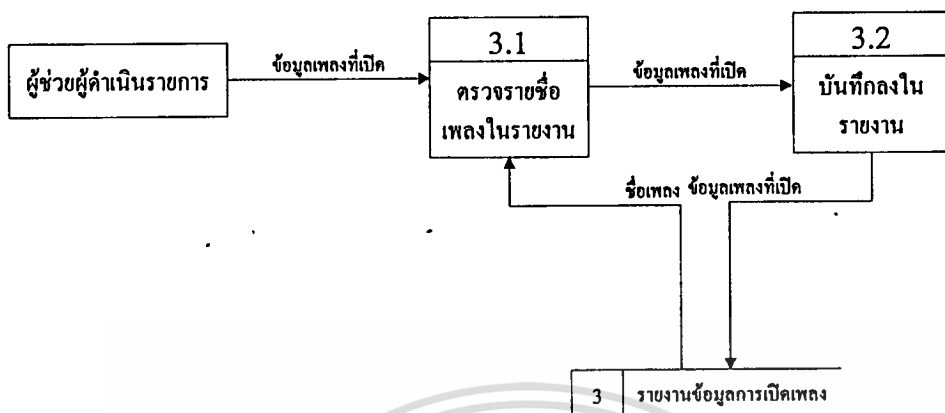 3.1
3.2
ผู้ช่วยผู้ดำเนินรายการ
ข้อมูลเพลงที่เปิด
ตรวจรายชื่อ
เพลงในรายงาน
ข้อมูลเพลงที่เปิด
บันทึกลงใน
รายงาน
ชื่อเพลง
ข้อมูลเพลงที่เปิด
3
รายงานข้อมูลการเปิดเพลง